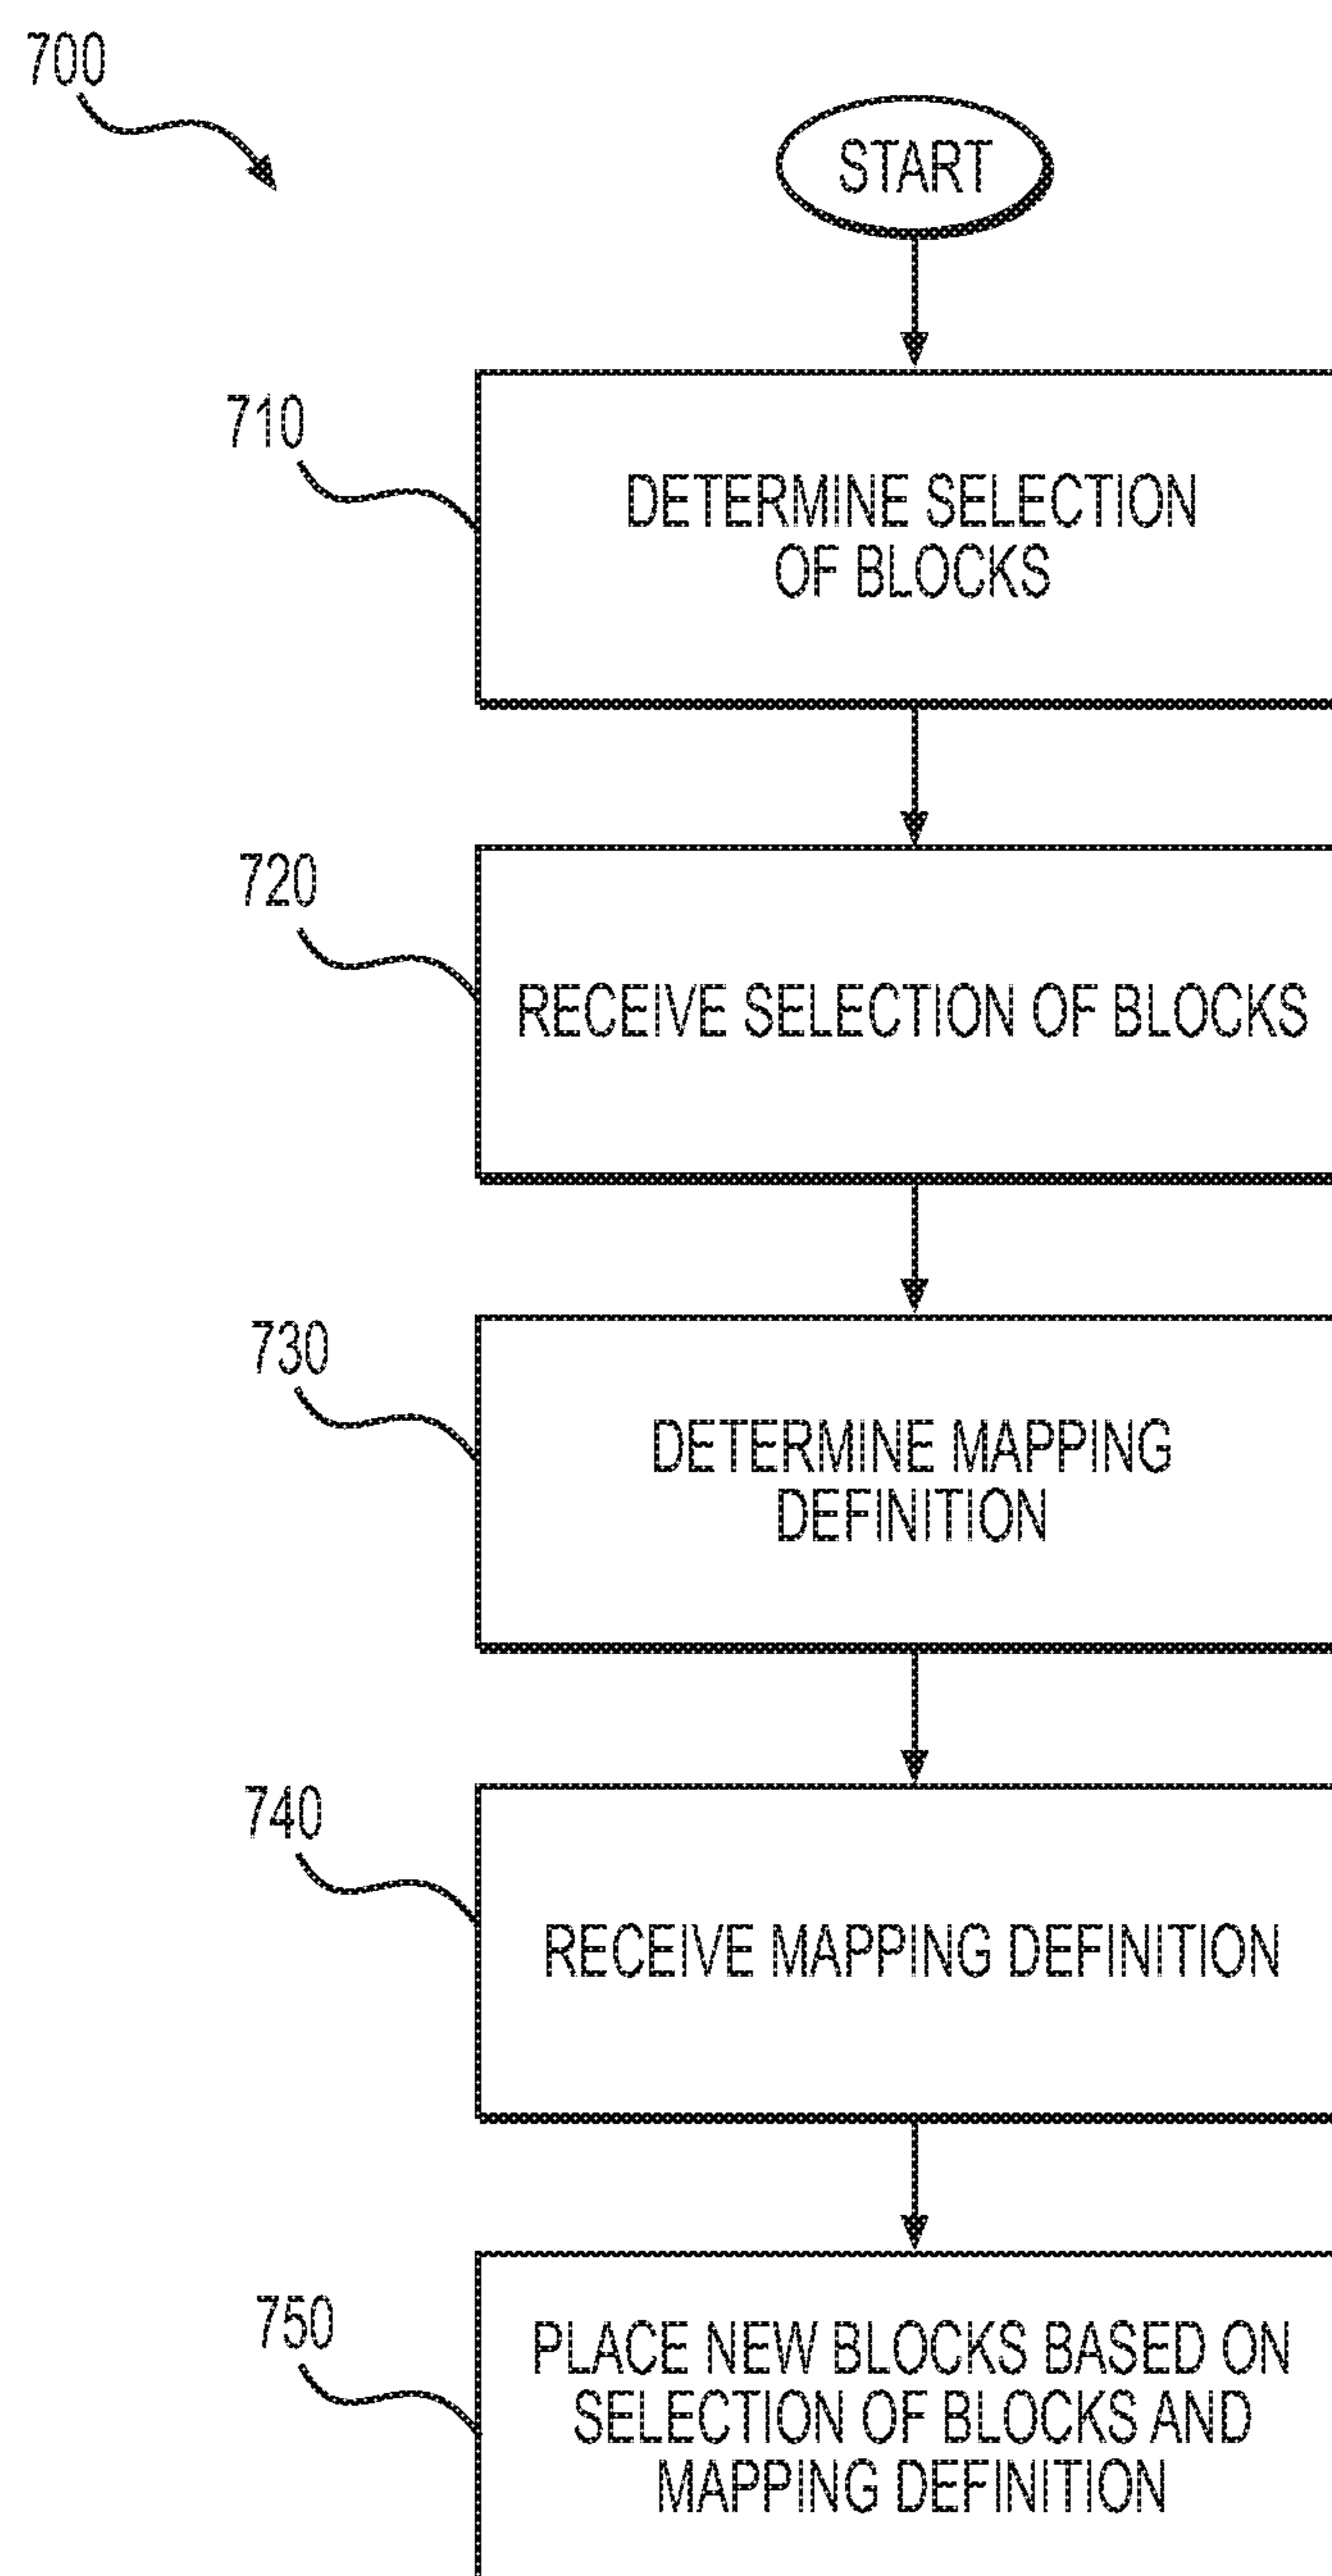 700
START
710
DETERMINE SELECTION
OF BLOCKS
720
RECEIVE SELECTION OF BLOCKS
730
DETERMINE MAPPING
DEFINITION
740
RECEIVE MAPPING DEFINITION
750
PLACE NEW BLOCKS BASED ON
SELECTION OF BLOCKS AND
MAPPING DEFINITION